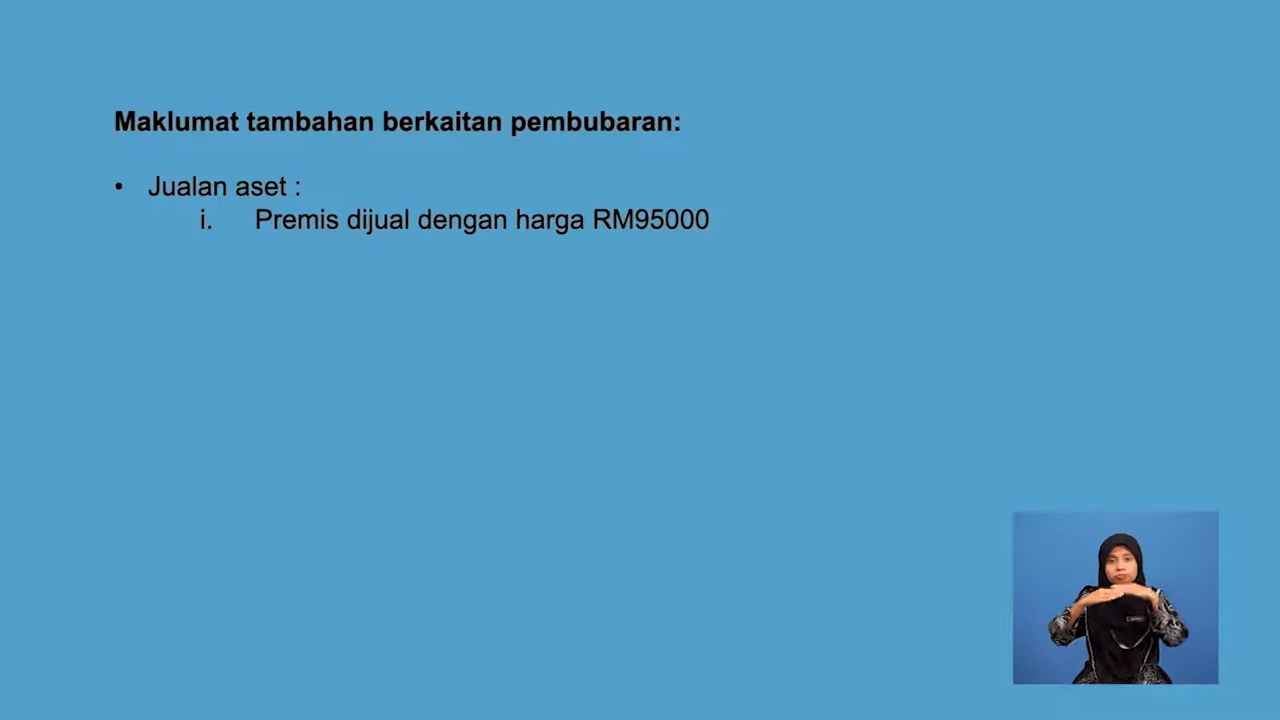 Maklumat tambahan berkaitan pembubaran:
• Jualan aset :
i. Premis dijual dengan harga RM95000